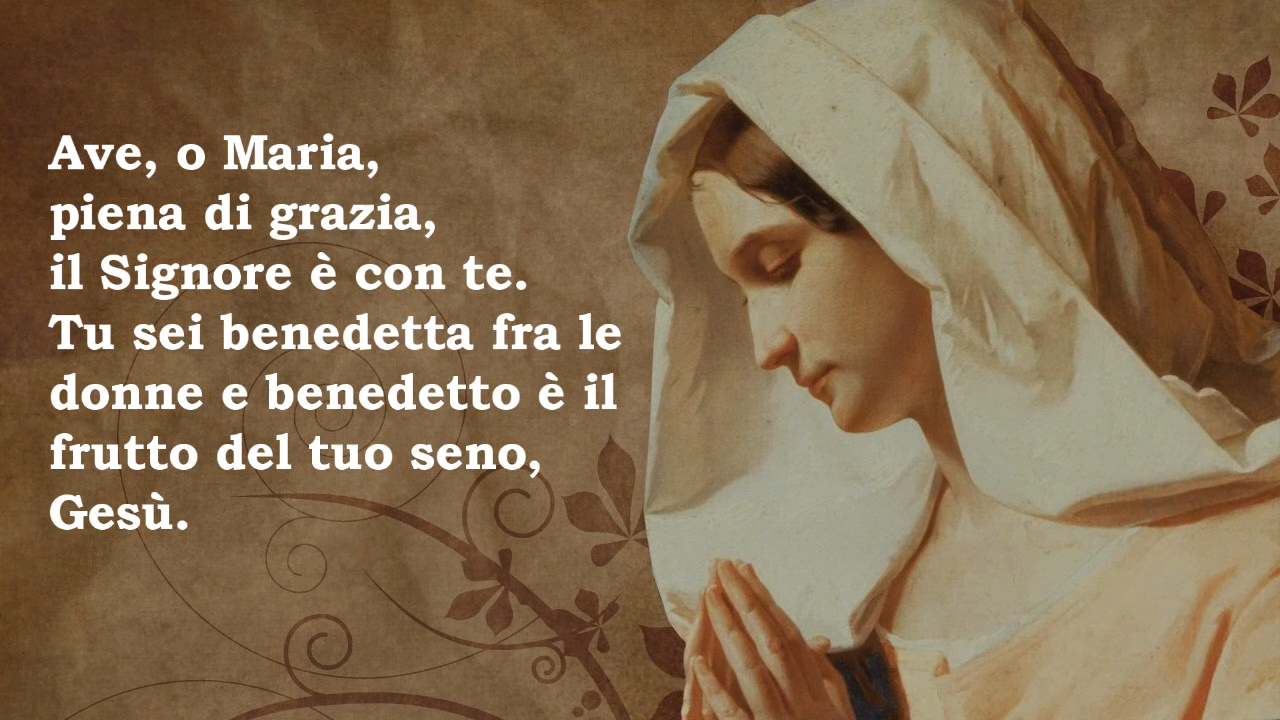 Ave, o Maria,
piena di grazia,
il Signore è con te.
Tu sei benedetta fra le
donne e benedetto è il
frutto del tuo seno,
Gesù.